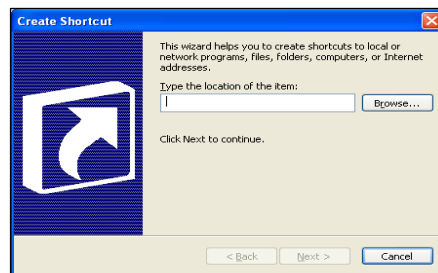 Create Shortcut
This wizard helps you to create shortcuts to local or
network programs, files, folders, computers, or Internet
addresses.
Type the location of the item:
Browse...
Click Next to continue.
< Back
Next >
Cancel